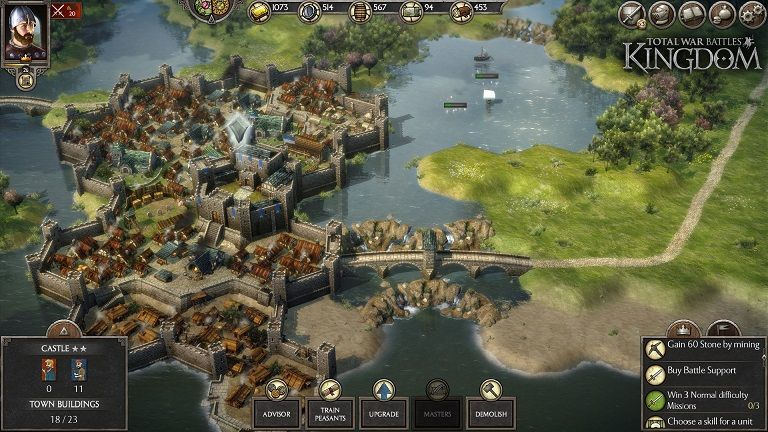 20
1073
514
567
94
453
TOTAL WAR BATTLES
KINGDOM
2
CASTLE ★★
0
11
TOWN BUILDINGS
18 / 23
ADVISOR
TRAIN
PEASANTS
UPGRADE
MASTERS
DEMOLISH
Gain 60 Stone by mining
Buy Battle Support
Win 3 Normal difficulty
Missions
0/3
Choose a skill for a unit